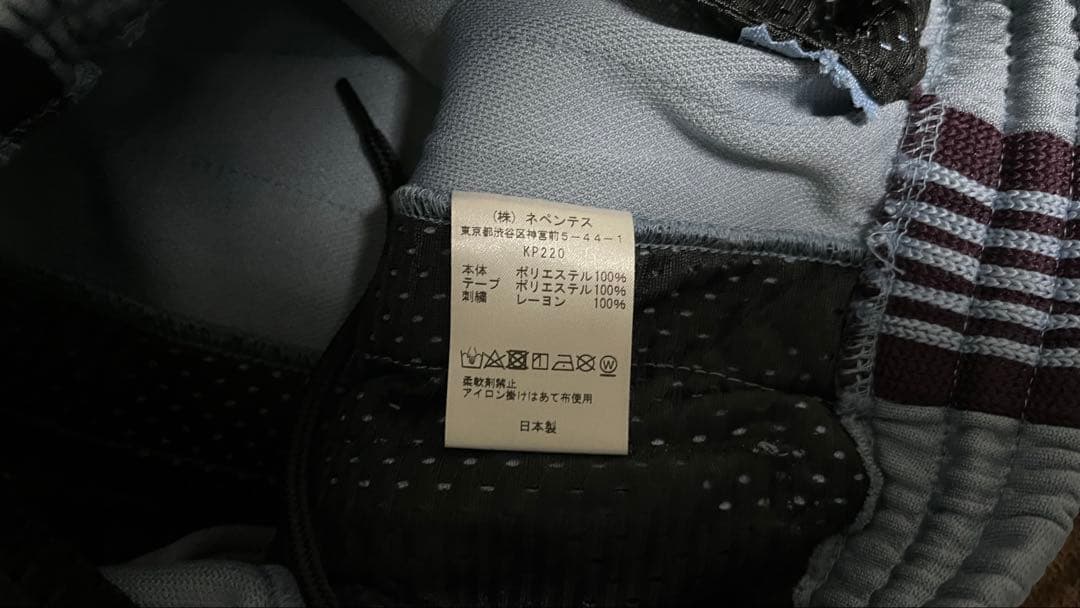 (株) ネペンテス
東京都渋谷区神宮前5-44-1
KP220
本体 ポリエステル100%
テープ ポリエステル100%
刺繍 レーヨン 100%
W
柔軟剤禁止
アイロン掛けはあて布使用
日本製